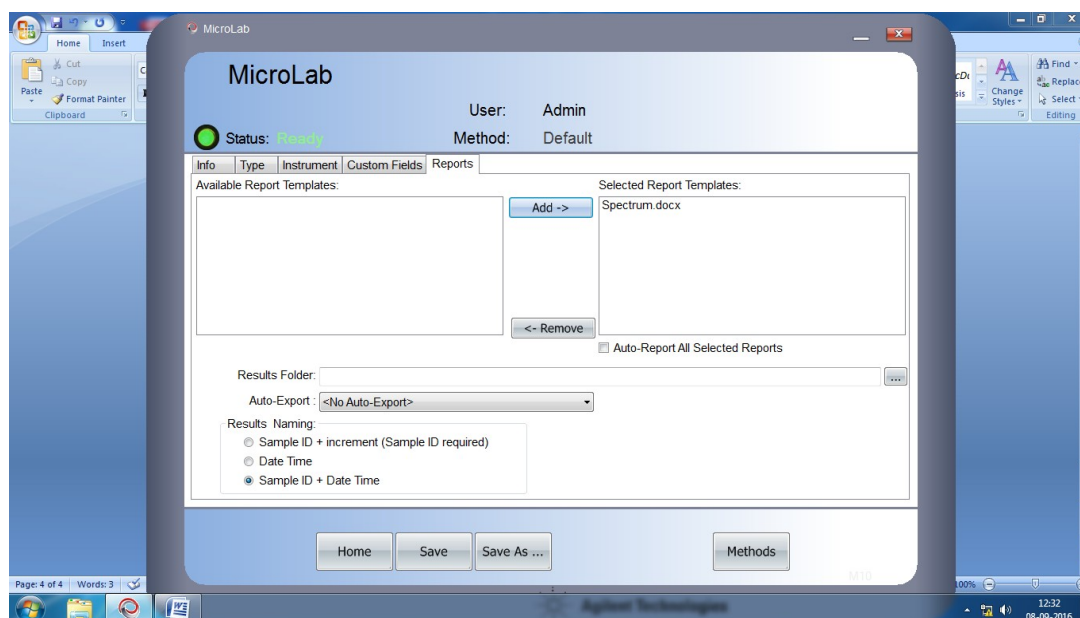 Home Insert
Cut
Copy
Paste
Format Painter
Clipboard
MicroLab
MicroLab
User: Admin
Status: Ready
Method: Default
Info Type Instrument Custom Fields Reports
Available Report Templates:
Selected Report Templates:
Add ->
Spectrum.docx
<- Remove
Auto-Report All Selected Reports
Results Folder:
...
Auto-Export : <No Auto-Export>
Results Naming:
Sample ID + increment (Sample ID required)
Date Time
Sample ID + Date Time
Home Save Save As ... Methods
M10
Find
Replac
Select
Change
Styles
Editing
Page: 4 of 4 Words: 3
100%
Agilent Technologies
12:32
08-09-2016